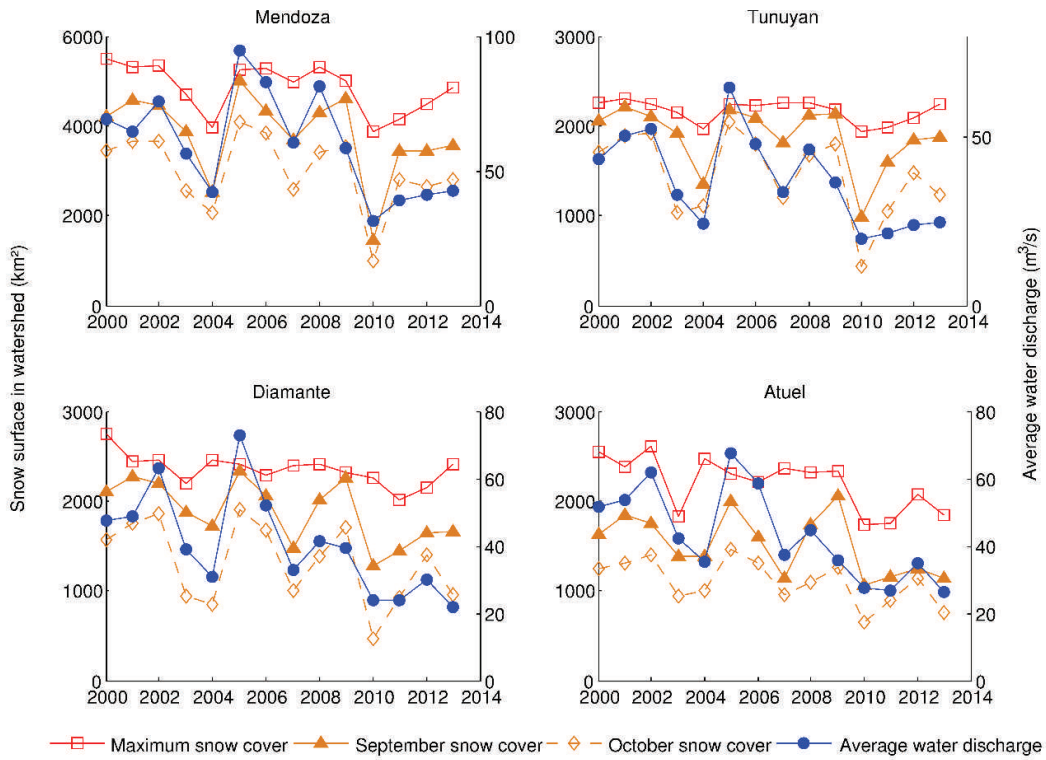 Mendoza
Tunuyan
6000
4000
2000
0
100
50
0
2000 2002 2004 2006 2008 2010 2012 2014
3000
2000
1000
0
50
0
2000 2002 2004 2006 2008 2010 2012 2014
Snow surface in watershed (km²)
Average water discharge (m³/s)
Diamante
Atuel
3000
2000
1000
0
80
60
40
20
0
2000 2002 2004 2006 2008 2010 2012 2014
3000
2000
1000
0
80
60
40
20
0
2000 2002 2004 2006 2008 2010 2012 2014
Maximum snow cover September snow cover October snow cover Average water discharge